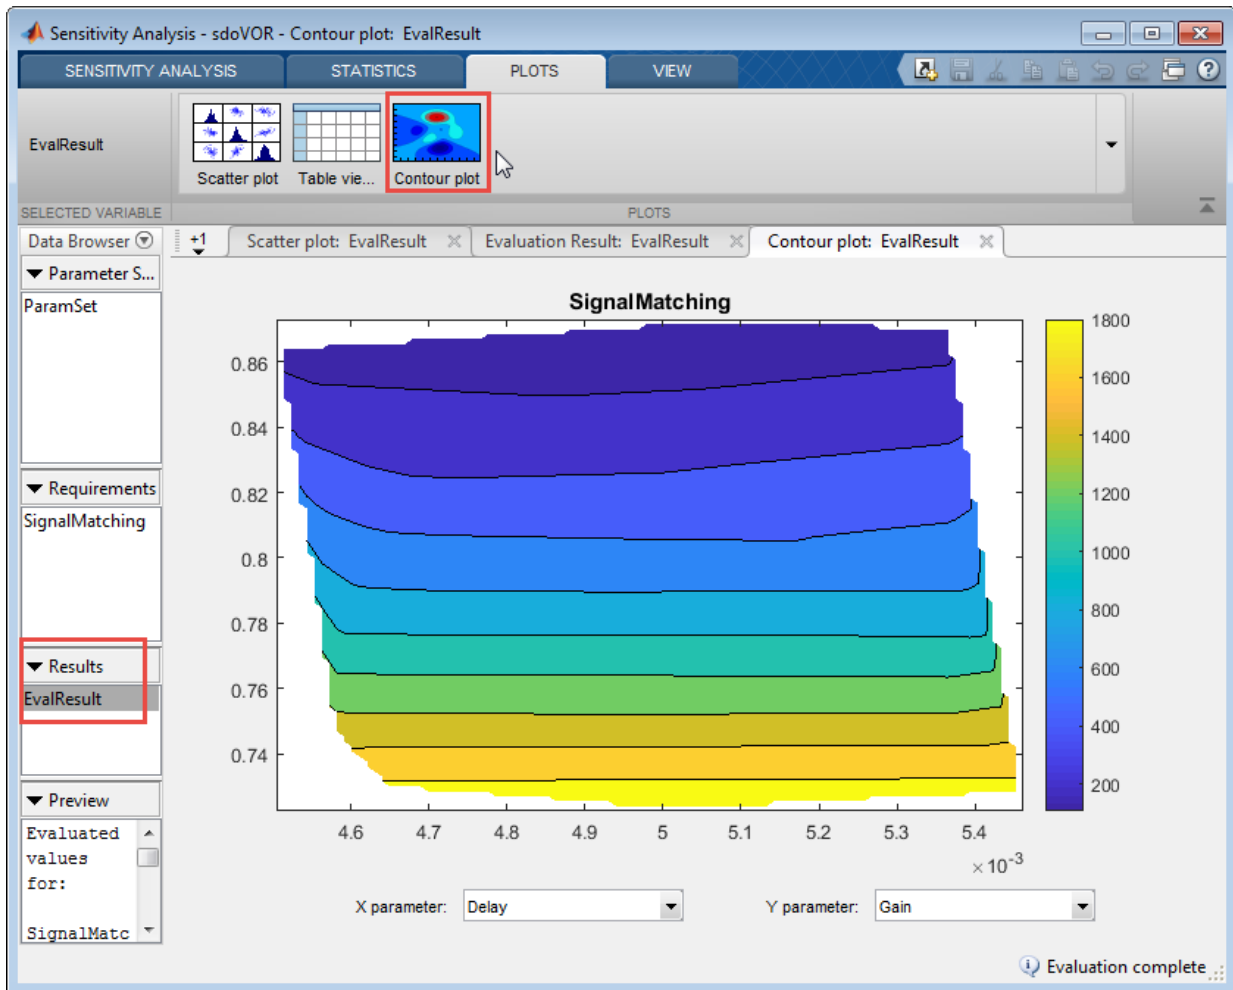 Sensitivity Analysis - sdoVOR - Contour plot: EvalResult
SENSITIVITY ANALYSIS STATISTICS PLOTS VIEW
EvalResult
Scatter plot Table vie... Contour plot
SELECTED VARIABLE PLOTS
Data Browser +1 Scatter plot: EvalResult Evaluation Result: EvalResult Contour plot: EvalResult
Parameter S...
ParamSet
Requirements
SignalMatching
Results
EvalResult
Preview
Evaluated
values
for:
SignalMatc
SignalMatching
0.86
0.84
0.82
0.8
0.78
0.76
0.74
4.6 4.7 4.8 4.9 5 5.1 5.2 5.3 5.4
× 10⁻³
1800
1600
1400
1200
1000
800
600
400
200
X parameter: Delay Y parameter: Gain
Evaluation complete